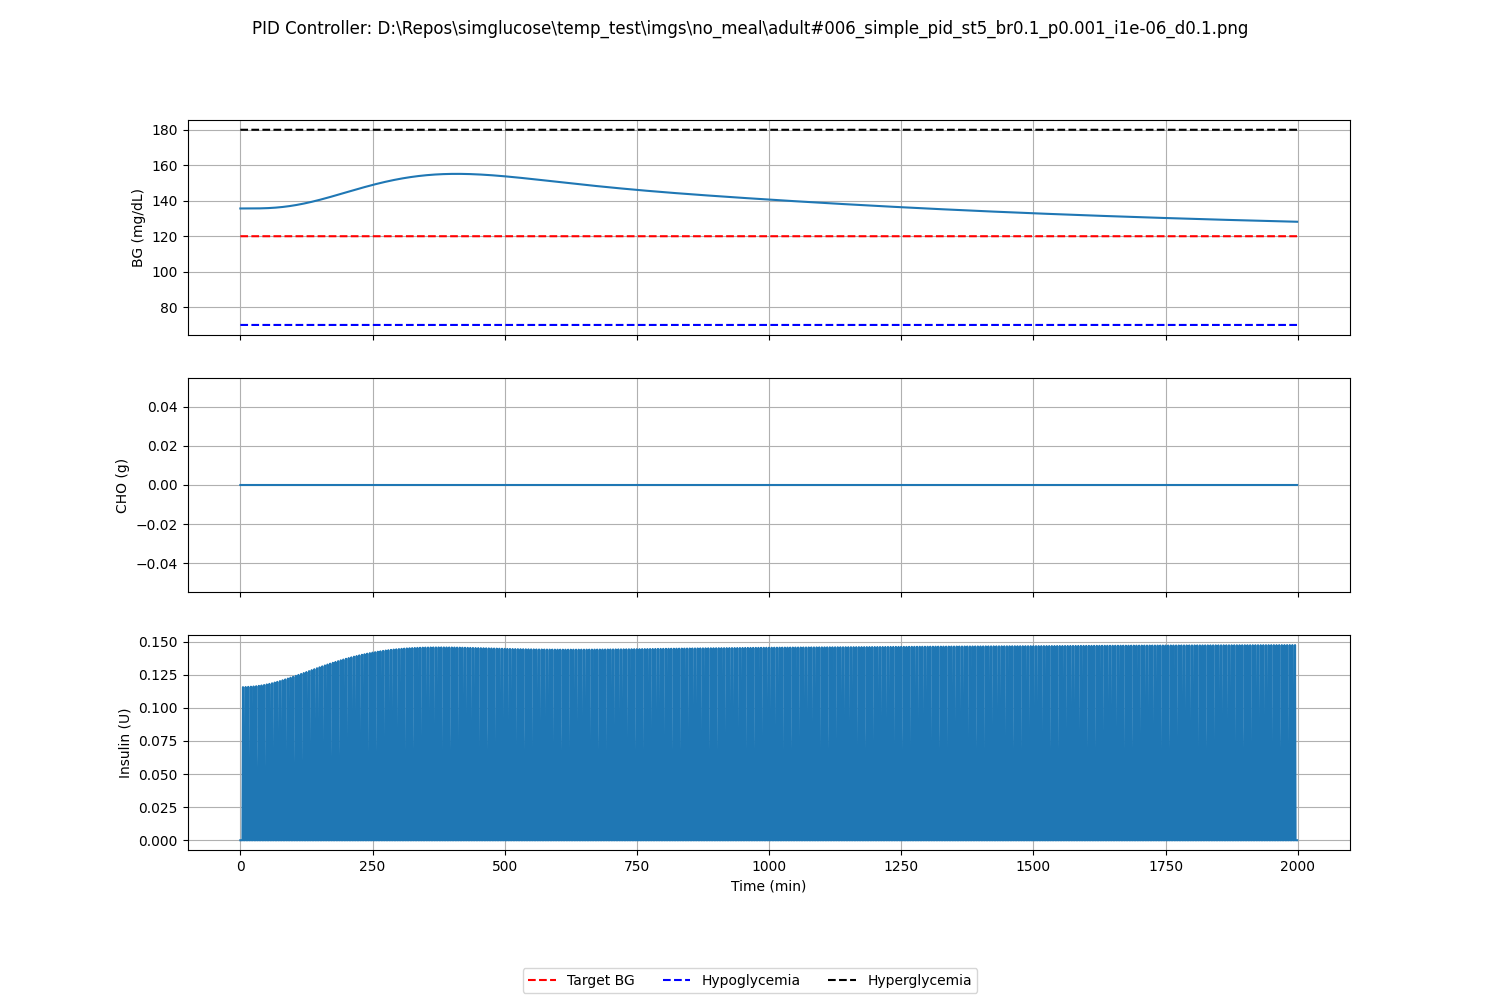 PID Controller: D:\Repos\simglucose\temp_test\imgs\no_meal\adult#006_simple_pid_st5_br0.1_p0.001_i1e-06_d0.1.png
180
160
140
120
100
80
BG (mg/dL)
0.04
0.02
0.00
−0.02
−0.04
CHO (g)
0.150
0.125
0.100
0.075
0.050
0.025
0.000
Insulin (U)
0 250 500 750 1000 1250 1500 1750 2000
Time (min)
Target BG Hypoglycemia Hyperglycemia